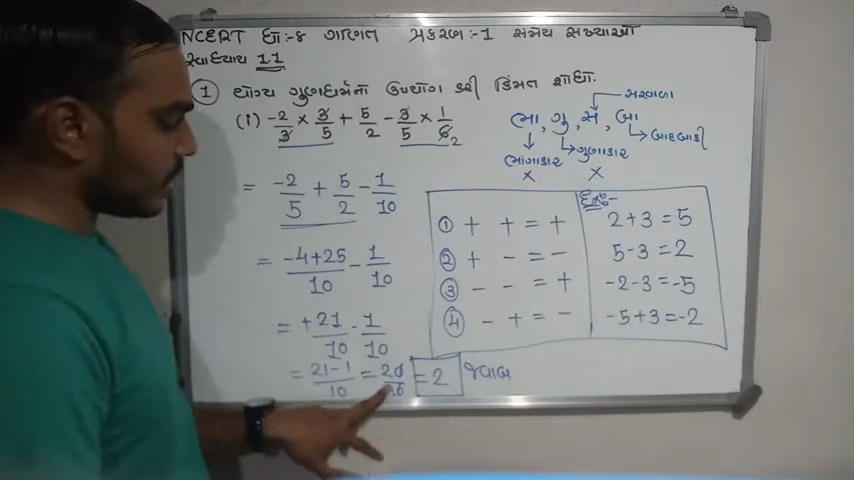 NCERT ધો:-૪ ગણિત પ્રકરણ:-1 સંમેય સંખ્યાઓ
સ્વાધ્યાય 1.1
① યોગ્ય ગુણધર્મનો ઉપયોગ કરી કિંમત શોધો.
(i) -2/3 × 3/5 + 5/2 - 3/5 × 1/6 2
= -2/5 + 5/2 - 1/10
= -4+25/10 - 1/10
= +21/10 - 1/10
= 21-1/10 = 20/10 = 2 જવાબ
સરવાળા
ભા, ગુ, સ, બા
બાદબાકી
ભાંગાકાર ગુણાકાર
× ×
① + + = +
② + - = -
③ - - = +
④ - + = -
2+3=5
5-3=2
-2-3=-5
-5+3=-2